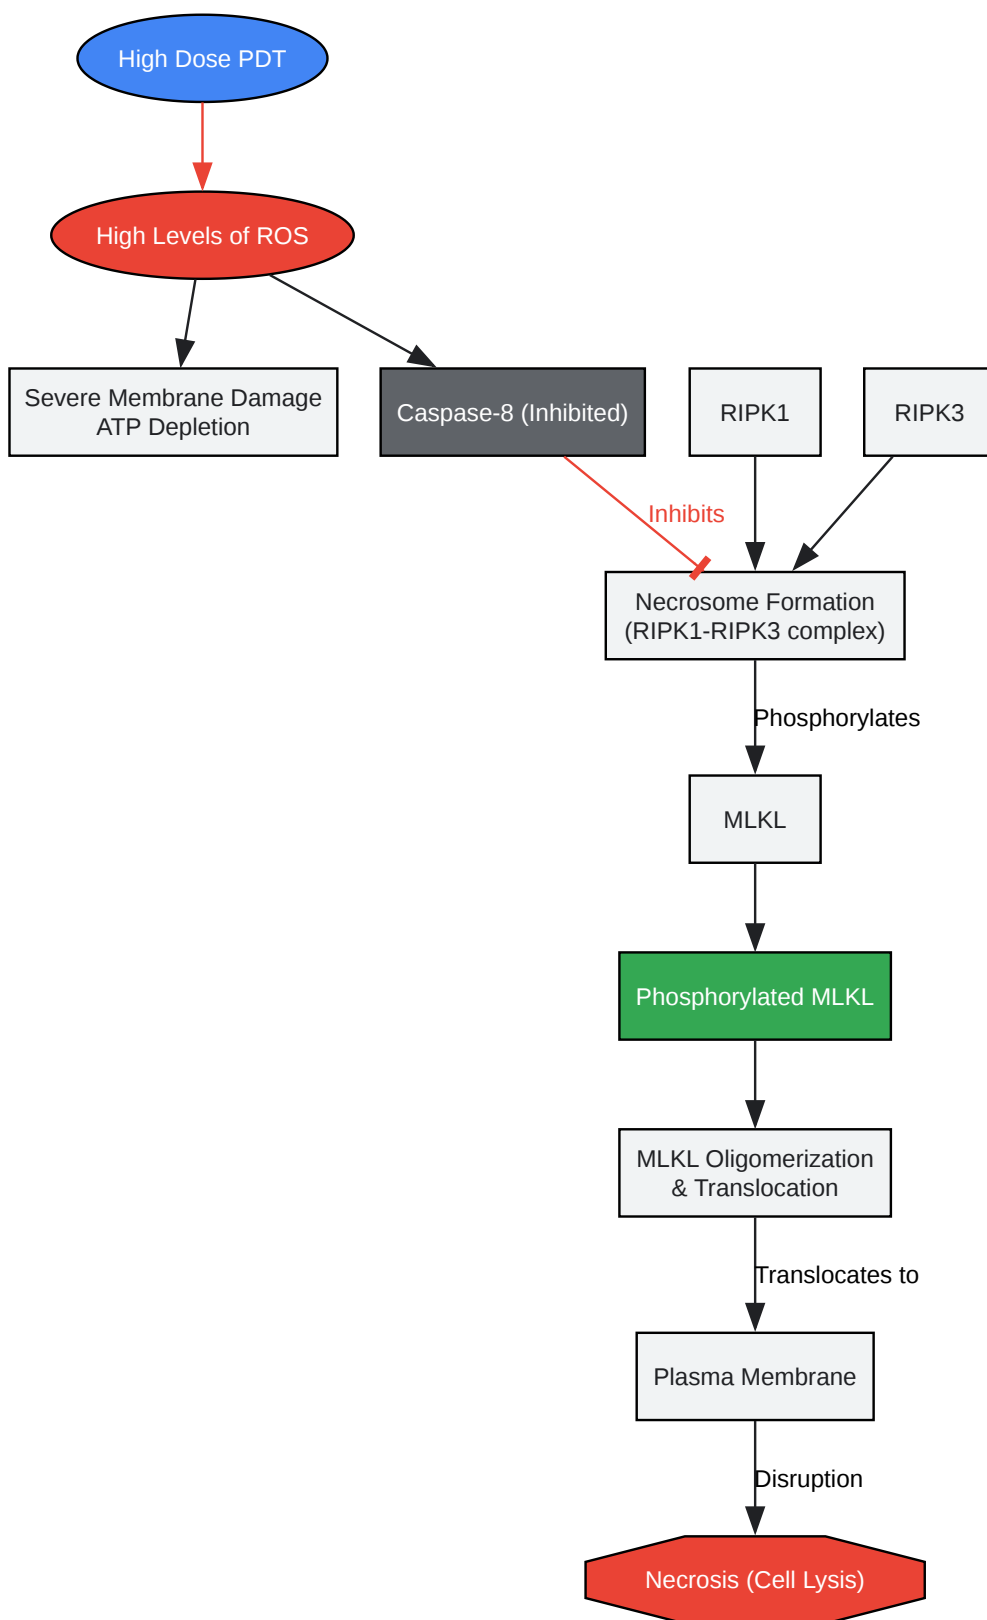 High Dose PDT
High Levels of ROS
Severe Membrane Damage
ATP Depletion
Caspase-8 (Inhibited)
RIPK1
RIPK3
Inhibits
Necrosome Formation
(RIPK1-RIPK3 complex)
Phosphorylates
MLKL
Phosphorylated MLKL
MLKL Oligomerization
& Translocation
Translocates to
Plasma Membrane
Disruption
Necrosis (Cell Lysis)